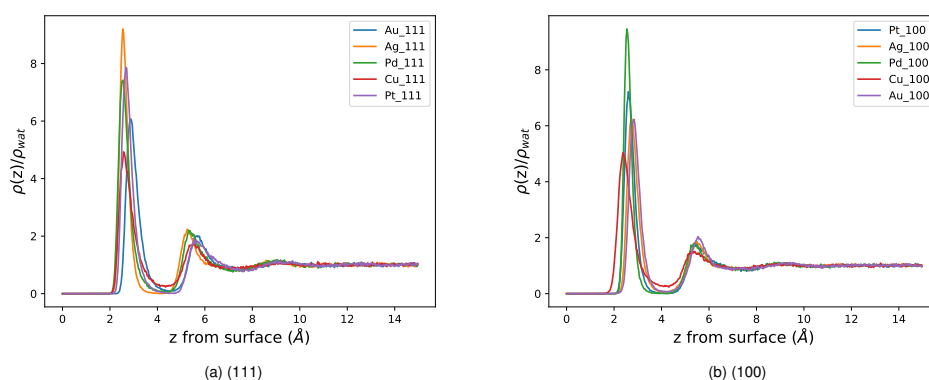 Au_111
Ag_111
Pd_111
Cu_111
Pt_111
8
6
4
2
0
ρ(z)/ρwat
0 2 4 6 8 10 12 14
z from surface (Å)
(a) (111)
Pt_100
Ag_100
Pd_100
Cu_100
Au_100
8
6
4
2
0
ρ(z)/ρwat
0 2 4 6 8 10 12 14
z from surface (Å)
(b) (100)